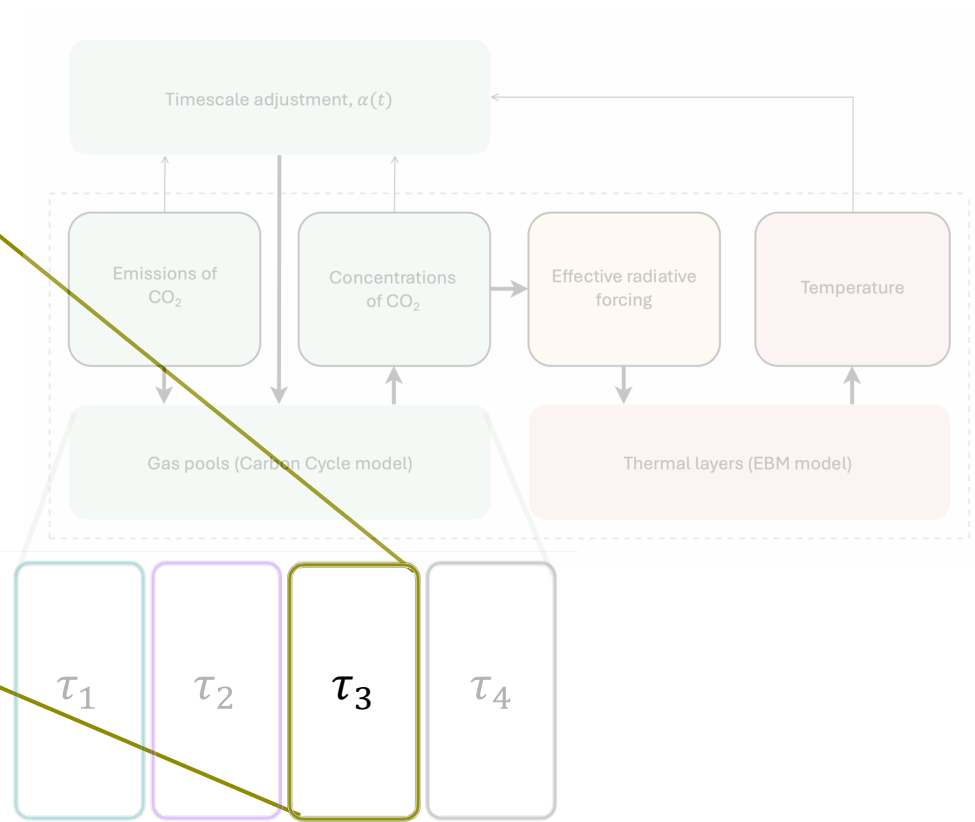 Timescale adjustment, α(t)
Emissions of
CO₂
Concentrations
of CO₂
Effective radiative
forcing
Temperature
Gas pools (Carbon Cycle model)
Thermal layers (EBM model)
τ₁
τ₂
τ₃
τ₄